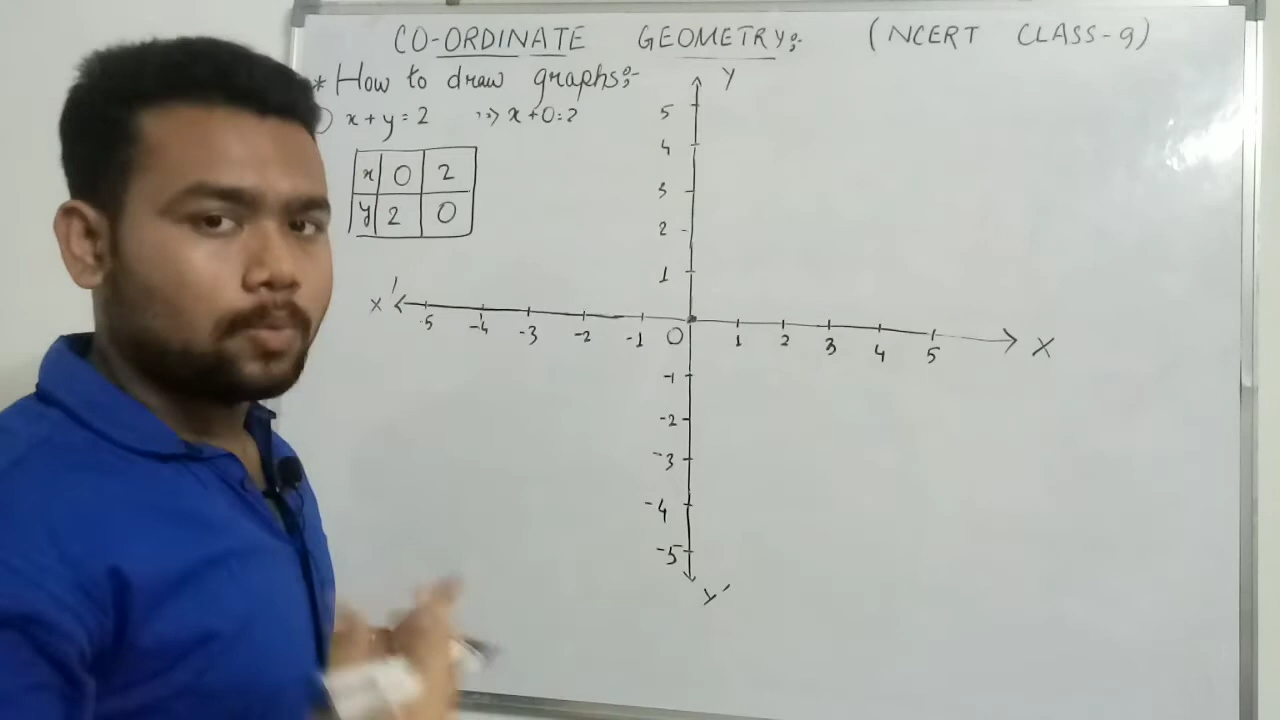 CO-ORDINATE GEOMETRY:- (NCERT CLASS-9)
* How to draw graphs:-
x + y = 2 ⇒ x + 0 = 2
x 0 2
y 2 0
Y
5
4
3
2
1
X' -5 -4 -3 -2 -1 O 1 2 3 4 5 X
-1
-2
-3
-4
-5
Y'